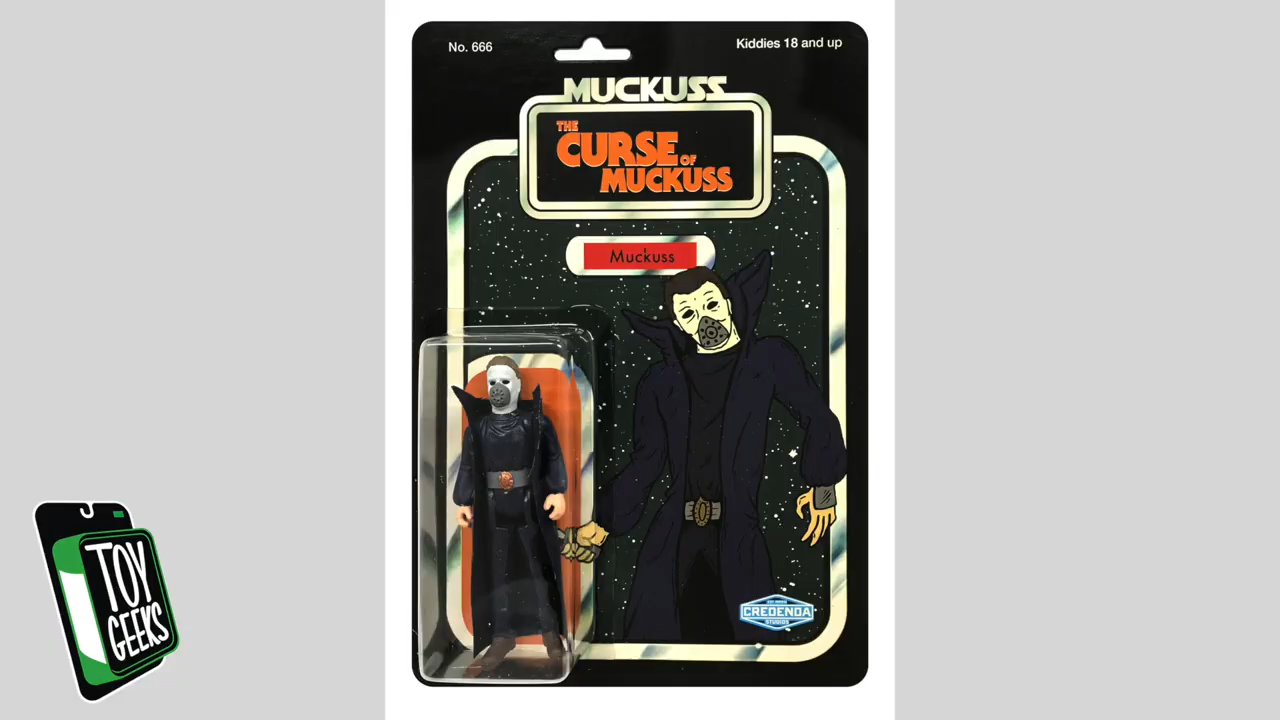 No. 666
Kiddies 18 and up
MUCKUSS
THE
CURSE OF
MUCKUSS
Muckuss
CREDENDA
STUDIOS
TOY
GEEKS